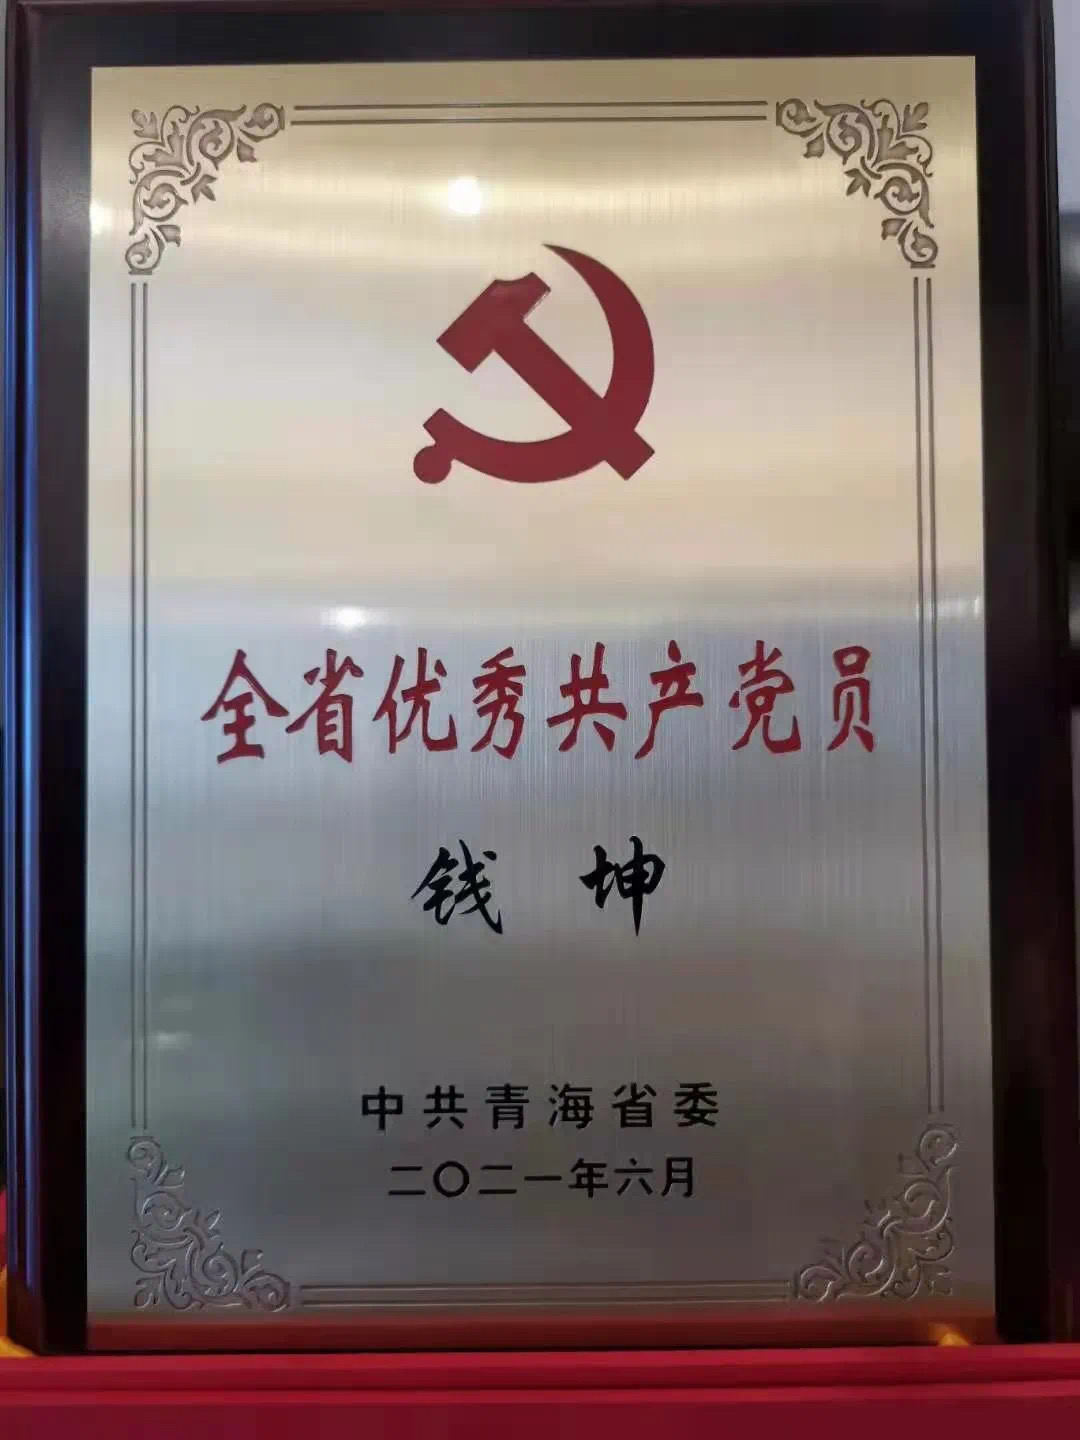 全省优秀共产党员
钱坤
中共青海省委
二〇二一年六月